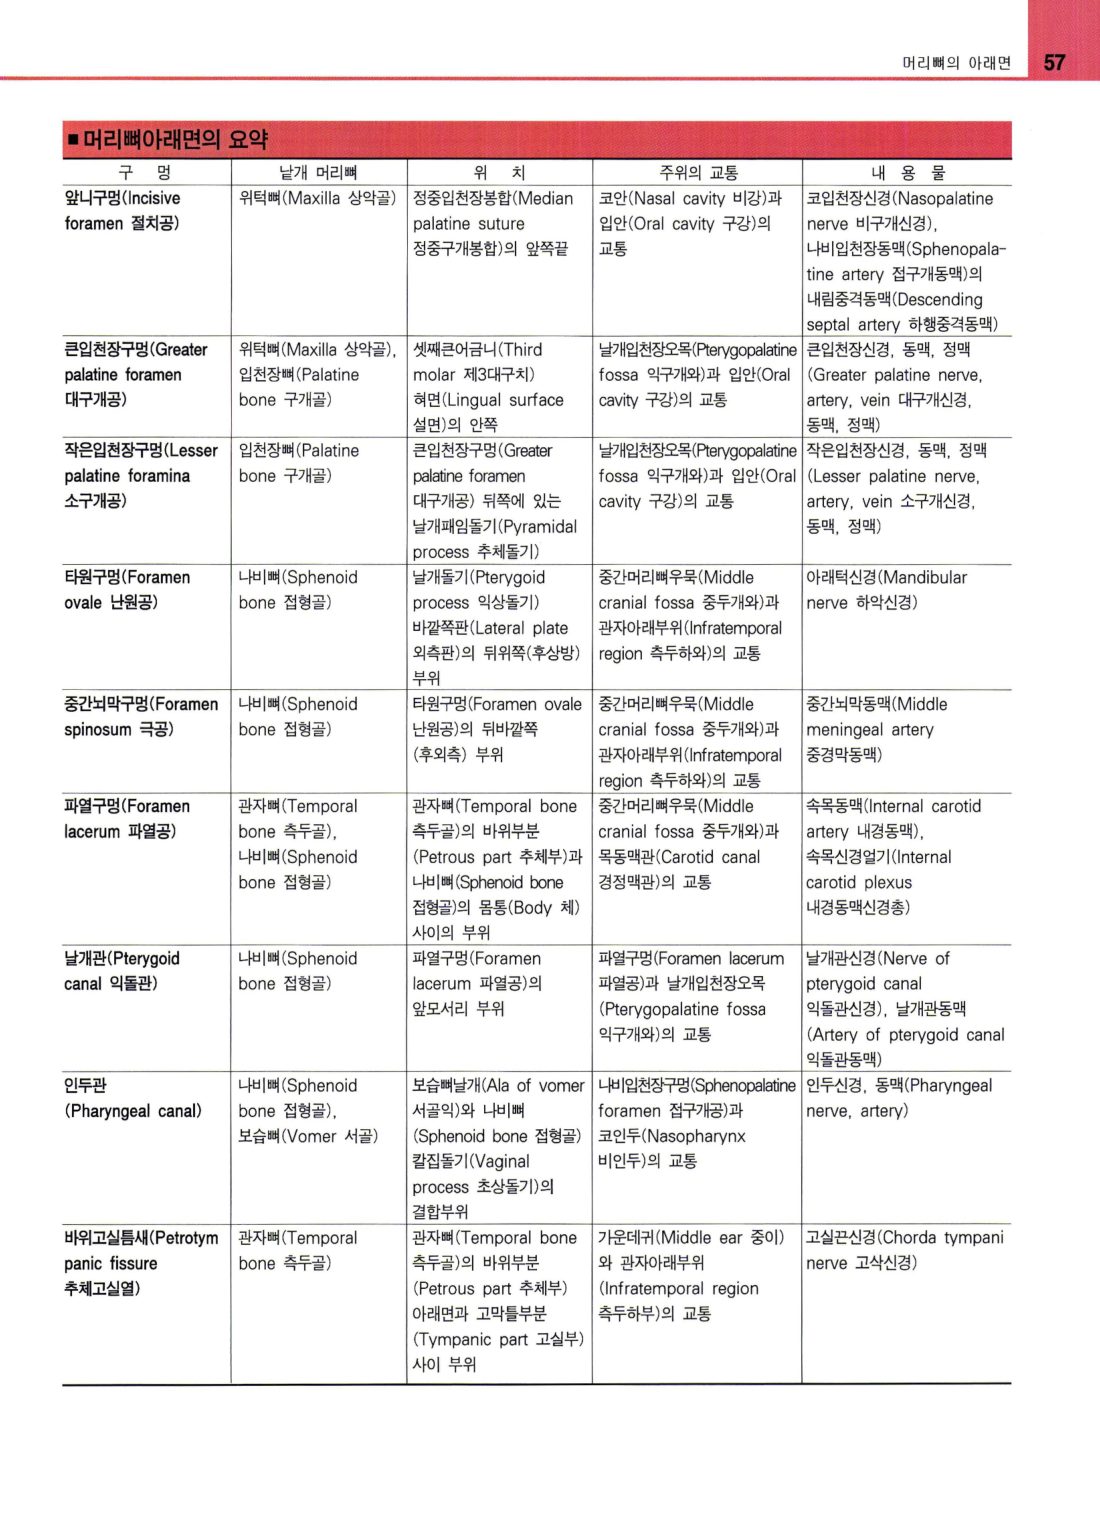 머리뼈의 아래면 57
■ 머리뼈아래면의 요약
구 멍
낱개 머리뼈
위 치
주위의 교통
내 용 물
앞니구멍(Incisive
foramen 절치공)
위턱뼈(Maxilla 상악골)
정중입천장봉합(Median
palatine suture
정중구개봉합)의 앞쪽끝
코안(Nasal cavity 비강)과
입안(Oral cavity 구강)의
교통
코입천장신경(Nasopalatine
nerve 비구개신경),
나비입천장동맥(Sphenopala-
tine artery 접구개동맥)의
내림중격동맥(Descending
septal artery 하행중격동맥)
큰입천장구멍(Greater
palatine foramen
대구개공)
위턱뼈(Maxilla 상악골),
입천장뼈(Palatine
bone 구개골)
셋째큰어금니(Third
molar 제3대구치)
혀면(Lingual surface
설면)의 안쪽
날개입천장오목(Pterygopalatine
fossa 익구개와)과 입안(Oral
cavity 구강)의 교통
큰입천장신경, 동맥, 정맥
(Greater palatine nerve,
artery, vein 대구개신경,
동맥, 정맥)
작은입천장구멍(Lesser
palatine foramina
소구개공)
입천장뼈(Palatine
bone 구개골)
큰입천장구멍(Greater
palatine foramen
대구개공) 뒤쪽에 있는
날개패임돌기(Pyramidal
process 추체돌기)
날개입천장오목(Pterygopalatine
fossa 익구개와)과 입안(Oral
cavity 구강)의 교통
작은입천장신경, 동맥, 정맥
(Lesser palatine nerve,
artery, vein 소구개신경,
동맥, 정맥)
타원구멍(Foramen
ovale 난원공)
나비뼈(Sphenoid
bone 접형골)
날개돌기(Pterygoid
process 익상돌기)
바깥쪽판(Lateral plate
외측판)의 뒤위쪽(후상방)
부위
중간머리뼈우묵(Middle
cranial fossa 중두개와)과
관자아래부위(Infratemporal
region 측두하와)의 교통
아래턱신경(Mandibular
nerve 하악신경)
중간뇌막구멍(Foramen
spinosum 극공)
나비뼈(Sphenoid
bone 접형골)
타원구멍(Foramen ovale
난원공)의 뒤바깥쪽
(후외측) 부위
중간머리뼈우묵(Middle
cranial fossa 중두개와)과
관자아래부위(Infratemporal
region 측두하와)의 교통
중간뇌막동맥(Middle
meningeal artery
중경막동맥)
파열구멍(Foramen
lacerum 파열공)
관자뼈(Temporal
bone 측두골),
나비뼈(Sphenoid
bone 접형골)
관자뼈(Temporal bone
측두골)의 바위부분
(Petrous part 추체부)과
나비뼈(Sphenoid bone
접형골)의 몸통(Body 체)
사이의 부위
중간머리뼈우묵(Middle
cranial fossa 중두개와)과
목동맥관(Carotid canal
경정맥관)의 교통
속목동맥(Internal carotid
artery 내경동맥),
속목신경얼기(Internal
carotid plexus
내경동맥신경총)
날개관(Pterygoid
canal 익돌관)
나비뼈(Sphenoid
bone 접형골)
파열구멍(Foramen
lacerum 파열공)의
앞모서리 부위
파열구멍(Foramen lacerum
파열공)과 날개입천장오목
(Pterygopalatine fossa
익구개와)의 교통
날개관신경(Nerve of
pterygoid canal
익돌관신경), 날개관동맥
(Artery of pterygoid canal
익돌관동맥)
인두관
(Pharyngeal canal)
나비뼈(Sphenoid
bone 접형골),
보습뼈(Vomer 서골)
보습뼈날개(Ala of vomer
서골익)와 나비뼈
(Sphenoid bone 접형골)
칼집돌기(Vaginal
process 초상돌기)의
결합부위
나비입천장구멍(Sphenopalatine
foramen 접구개공)과
코인두(Nasopharynx
비인두)의 교통
인두신경, 동맥(Pharyngeal
nerve, artery)
바위고실틈새(Petrotym
panic fissure
추체고실열)
관자뼈(Temporal
bone 측두골)
관자뼈(Temporal bone
측두골)의 바위부분
(Petrous part 추체부)
아래면과 고막틀부분
(Tympanic part 고실부)
사이 부위
가운데귀(Middle ear 중이)
와 관자아래부위
(Infratemporal region
측두하부)의 교통
고실끈신경(Chorda tympani
nerve 고삭신경)